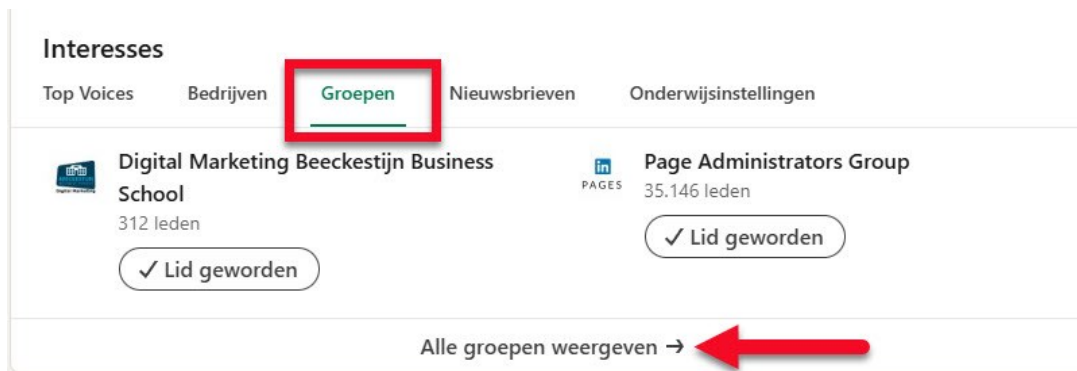 Interesses
Top Voices Bedrijven Groepen Nieuwsbrieven Onderwijsinstellingen
Digital Marketing Beeckestijn Business
School
312 leden
✓ Lid geworden
in
PAGES
Page Administrators Group
35.146 leden
✓ Lid geworden
Alle groepen weergeven →